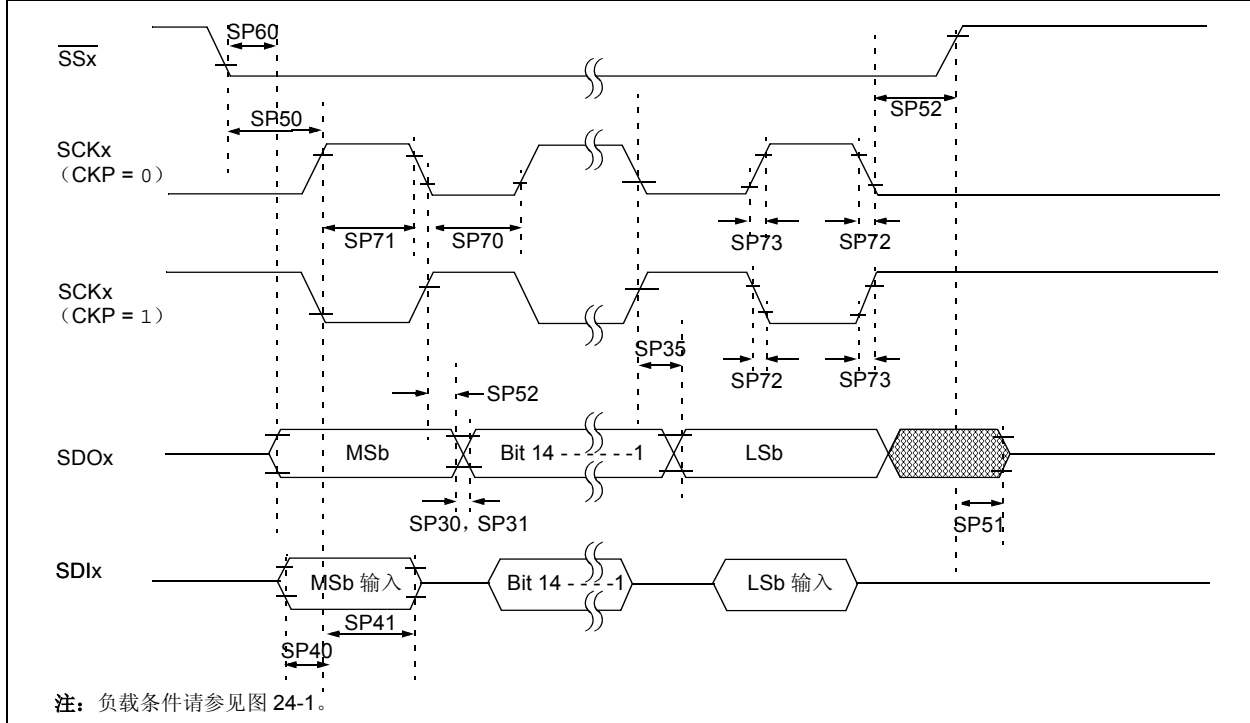 SP60
SSx
SP52
SP50
SCKx
（CKP = 0）
SP71
SP70
SP73
SP72
SCKx
（CKP = 1）
SP35
SP72
SP73
SP52
SDOx
MSb
Bit 14 - - - - - -1
LSb
SP30，SP31
SP51
SDIx
MSb 输入
Bit 14 - - - - -1
LSb 输入
SP41
SP40
注：负载条件请参见图 24-1。